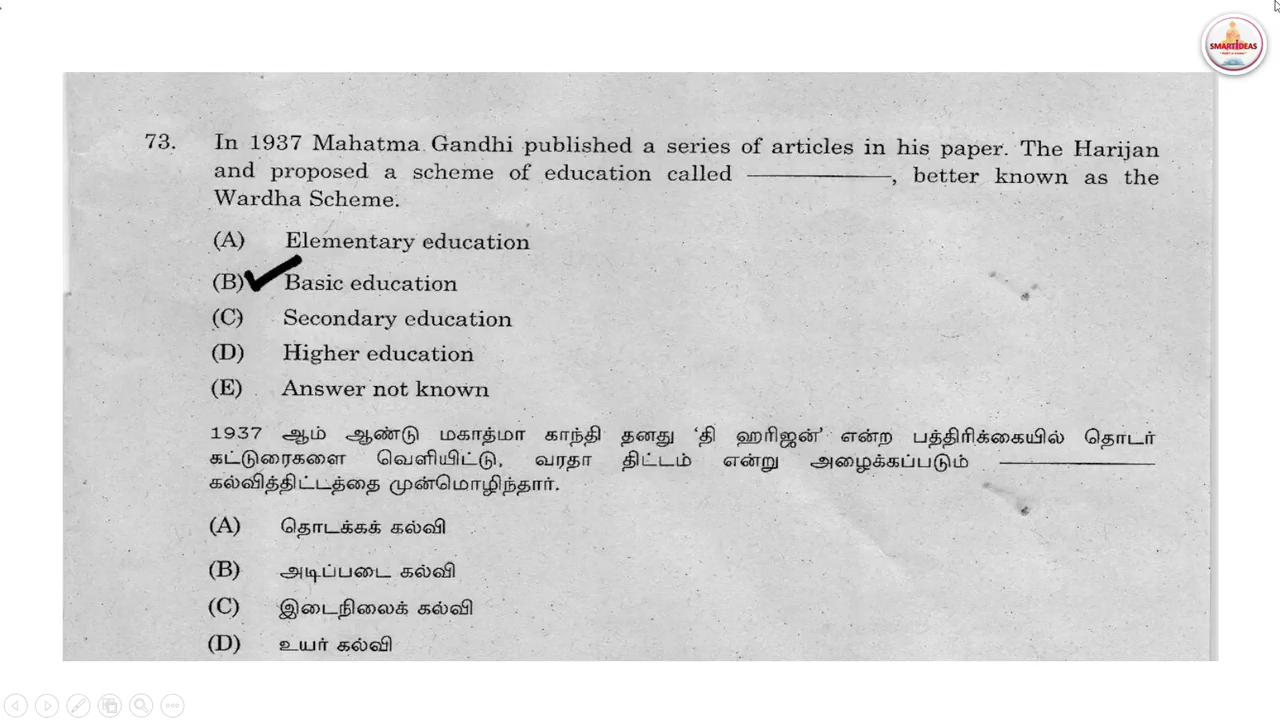 SMART IDEAS
73. In 1937 Mahatma Gandhi published a series of articles in his paper. The Harijan
and proposed a scheme of education called ————, better known as the
Wardha Scheme.
(A) Elementary education
(B) Basic education
(C) Secondary education
(D) Higher education
(E) Answer not known
1937 ஆம் ஆண்டு மகாத்மா காந்தி தனது ‘தி ஹரிஜன்’ என்ற பத்திரிக்கையில் தொடர்
கட்டுரைகளை வெளியிட்டு, வரதா திட்டம் என்று அழைக்கப்படும் ————
கல்வித்திட்டத்தை முன்மொழிந்தார்.
(A) தொடக்கக் கல்வி
(B) அடிப்படை கல்வி
(C) இடைநிலைக் கல்வி
(D) உயர் கல்வி